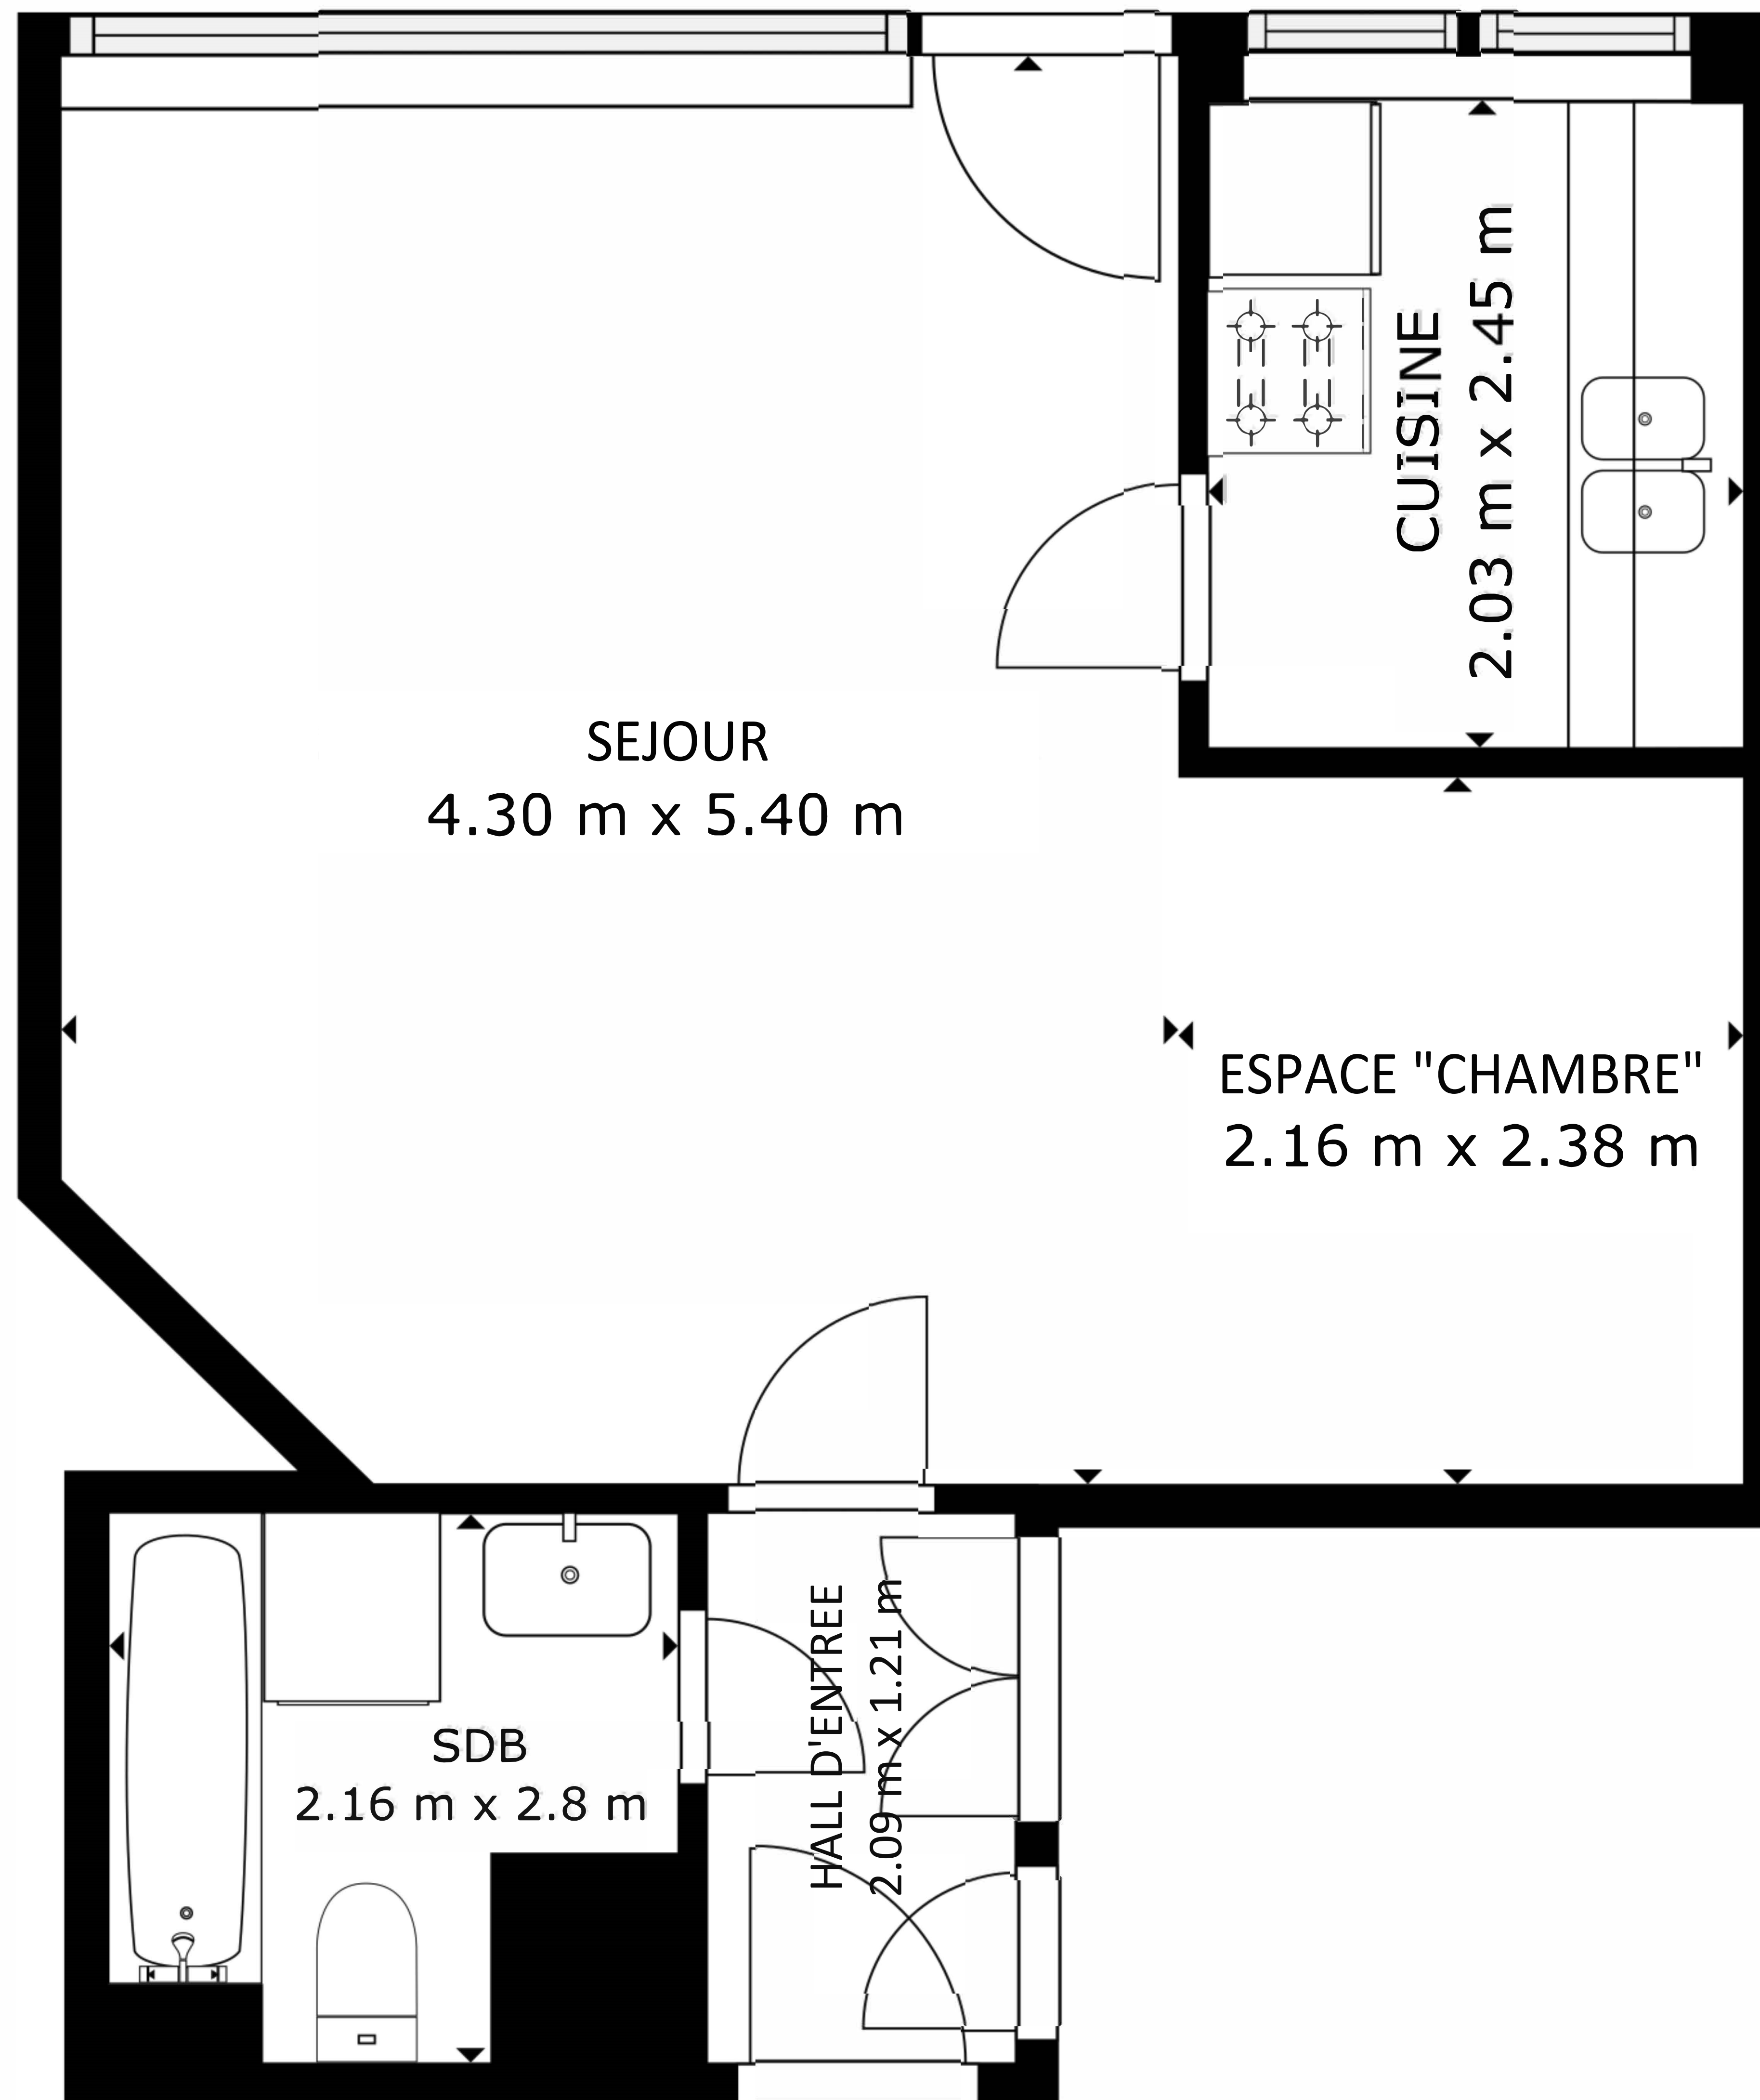 CUISINE
2.03 m x 2.45 m
SEJOUR
4.30 m x 5.40 m
ESPACE "CHAMBRE"
2.16 m x 2.38 m
SDB
2.16 m x 2.8 m
HALL D'ENTREE
2.09 m x 1.21 m